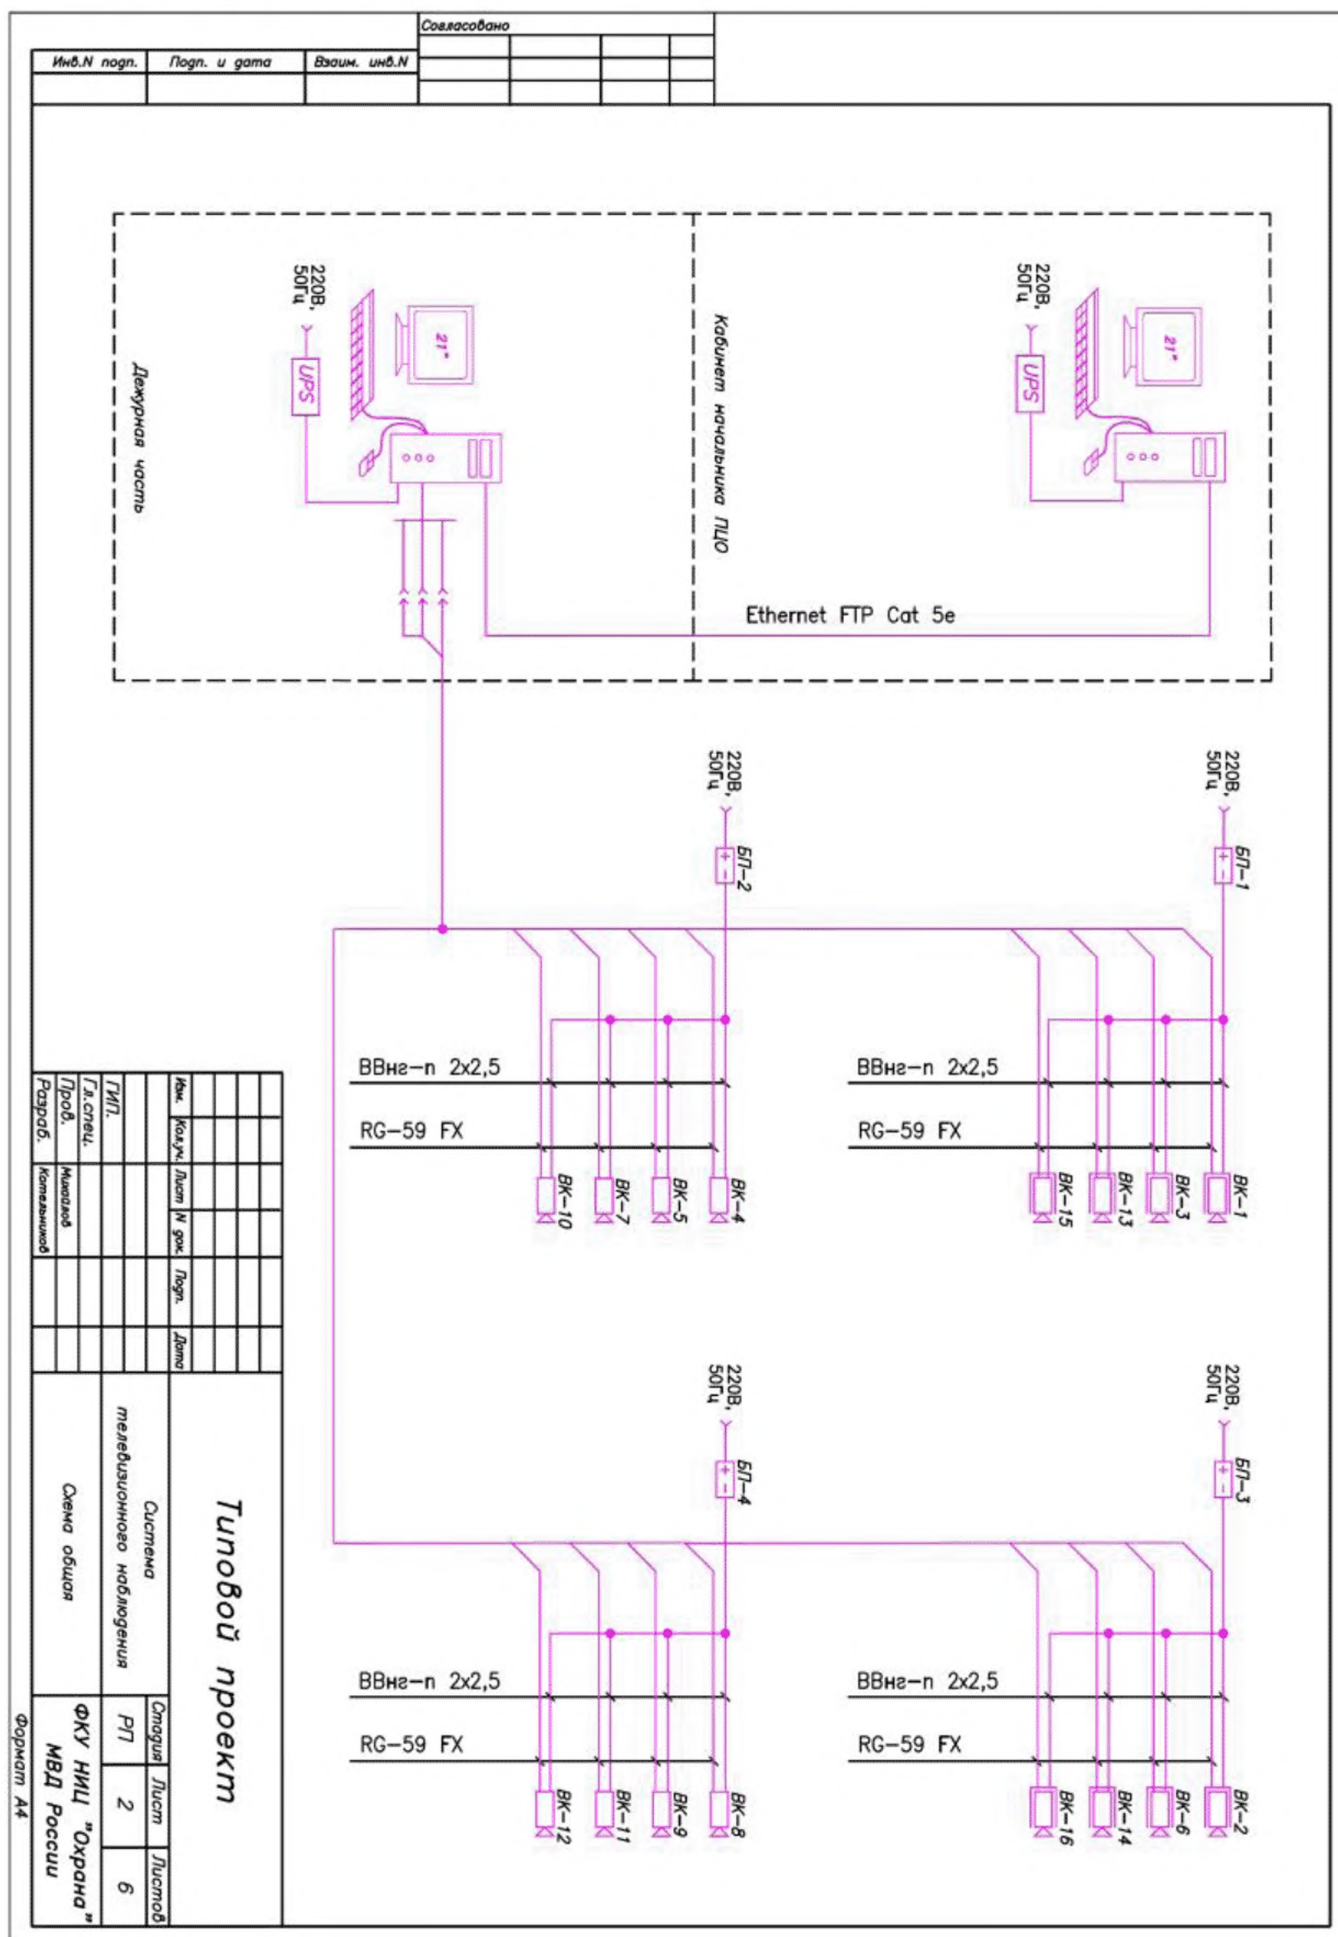 Согласовано
Инв.N подп.
Подп. и дата
Взаим. инв.N
220В,
50Гц
UPS
21"
Дежурная часть
220В,
50Гц
UPS
21"
Кабинет начальника ПЦО
Ethernet FTP Cat 5e
220В,
50Гц
БП-2
220В,
50Гц
БП-1
ВВнг-п 2х2,5
RG-59 FX
ВВнг-п 2х2,5
RG-59 FX
ВК-10
ВК-7
ВК-5
ВК-4
ВК-15
ВК-13
ВК-3
ВК-1
220В,
50Гц
БП-4
220В,
50Гц
БП-3
ВВнг-п 2х2,5
RG-59 FX
ВВнг-п 2х2,5
RG-59 FX
ВК-12
ВК-11
ВК-9
ВК-8
ВК-16
ВК-14
ВК-6
ВК-2
Типовой проект
Изм. Кол.уч. Лист N док. Подп. Дата
ГИП.
Гл.спец.
Пров. Михайлов
Разраб. Котельников
Система
телевизионного наблюдения
Стадия Лист Листов
РП 2 6
Схема общая
ФКУ НИЦ "Охрана"
МВД России
Формат А4